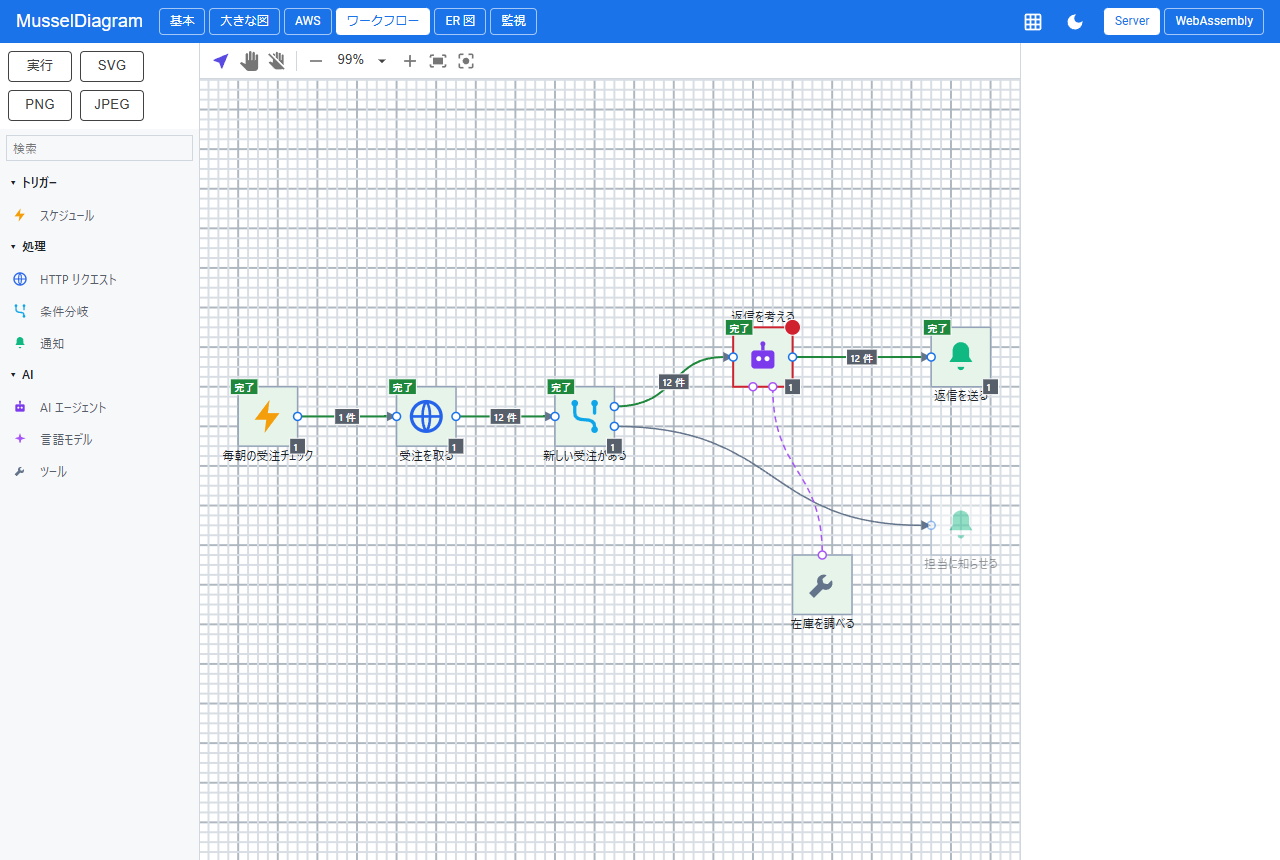 MusselDiagram
基本
大きな図
AWS
ワークフロー
ER 図
監視
Server
WebAssembly
実行
SVG
PNG
JPEG
99%
検索
トリガー
スケジュール
処理
HTTP リクエスト
条件分岐
通知
AI
AI エージェント
言語モデル
ツール
返信を考える
完了
12 件
1
完了
返信を送る
1
12 件
完了
毎朝の受注チェック
1
1 件
完了
受注を取る
1
12 件
完了
新しい受注がある
1
担当に知らせる
在庫を調べる